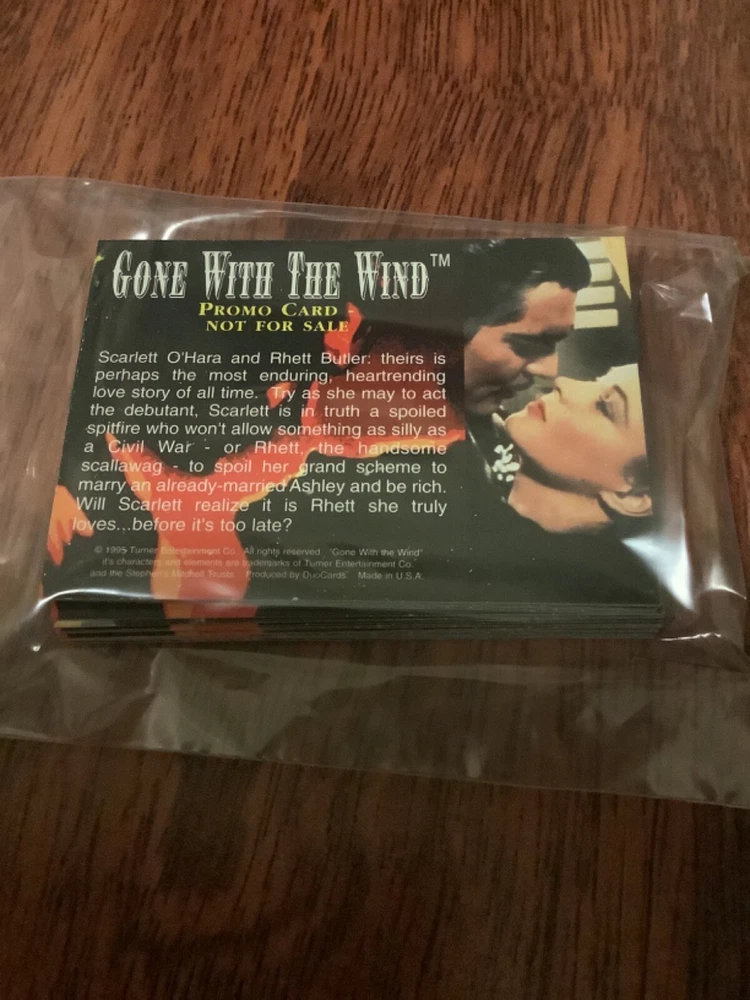 GONE WITH THE WIND™
PROMO CARD -
NOT FOR SALE
Scarlett O'Hara and Rhett Butler: theirs is
perhaps the most enduring, heartrending
love story of all time. Try as she may to act
the debutant, Scarlett is in truth a spoiled
spitfire who won't allow something as silly as
a Civil War - or Rhett, the handsome
scallawag - to spoil her grand scheme to
marry an already-married Ashley and be rich.
Will Scarlett realize it is Rhett she truly
loves...before it's too late?
© 1995 Turner Entertainment Co. All rights reserved. "Gone With the Wind"
it's characters and elements are trademarks of Turner Entertainment Co.
and the Stephens Mitchell Trusts. Produced by DuoCards. Made in U.S.A.